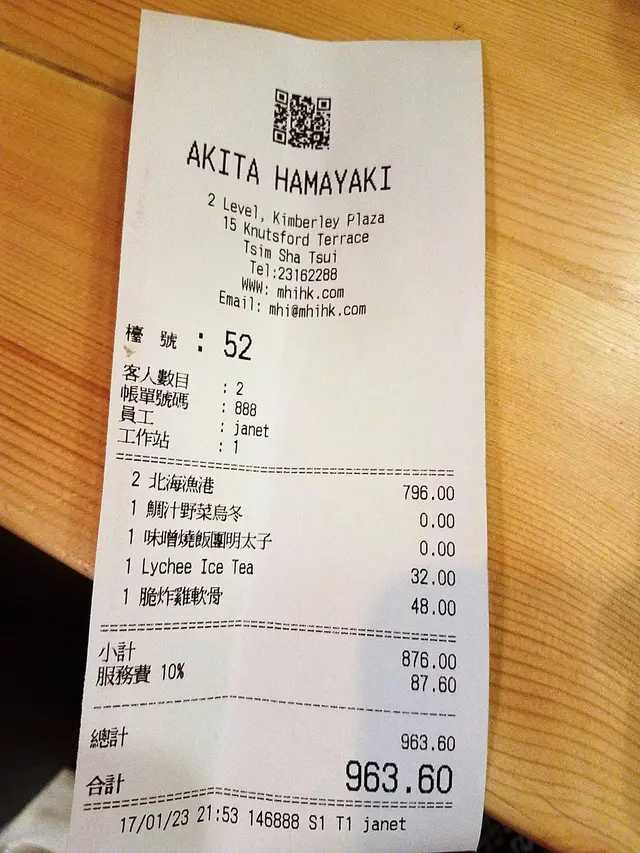 AKITA HAMAYAKI
2 Level, Kimberley Plaza
15 Knutsford Terrace
Tsim Sha Tsui
Tel:23162288
WWW: mhihk.com
Email: mhi@mhihk.com
檯 號 : 52
客人數目 : 2
帳單號碼 : 888
員工 : janet
工作站 : 1
2 北海漁港 796.00
1 鯛汁野菜烏冬 0.00
1 味噌燒飯團明太子 0.00
1 Lychee Ice Tea 32.00
1 脆炸雞軟骨 48.00
小計 876.00
服務費 10% 87.60
總計 963.60
合計 963.60
17/01/23 21:53 146888 S1 T1 janet